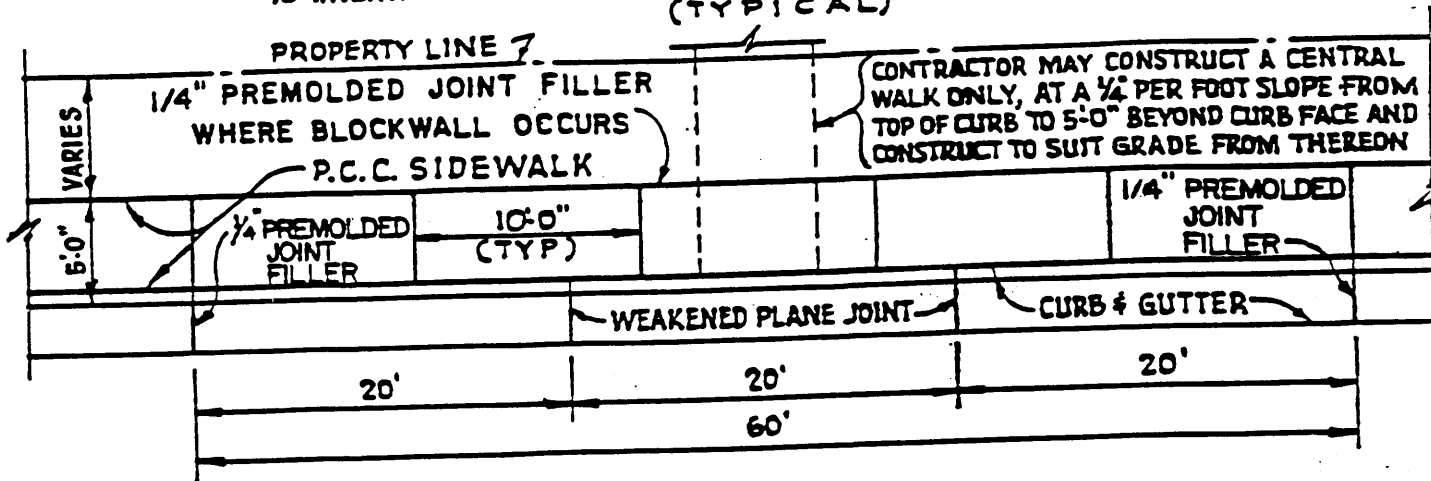 (TYPICAL)
PROPERTY LINE
1/4" PREMOLDED JOINT FILLER
WHERE BLOCKWALL OCCURS
P.C.C. SIDEWALK
CONTRACTOR MAY CONSTRUCT A CENTRAL
WALK ONLY, AT A 1/4" PER FOOT SLOPE FROM
TOP OF CURB TO 5'-0" BEYOND CURB FACE AND
CONSTRUCT TO SUIT GRADE FROM THEREON
VARIES
5'0"
1/4" PREMOLDED
JOINT
FILLER
10'-0"
(TYP)
1/4" PREMOLDED
JOINT
FILLER
WEAKENED PLANE JOINT
CURB & GUTTER
20'
20'
20'
60'